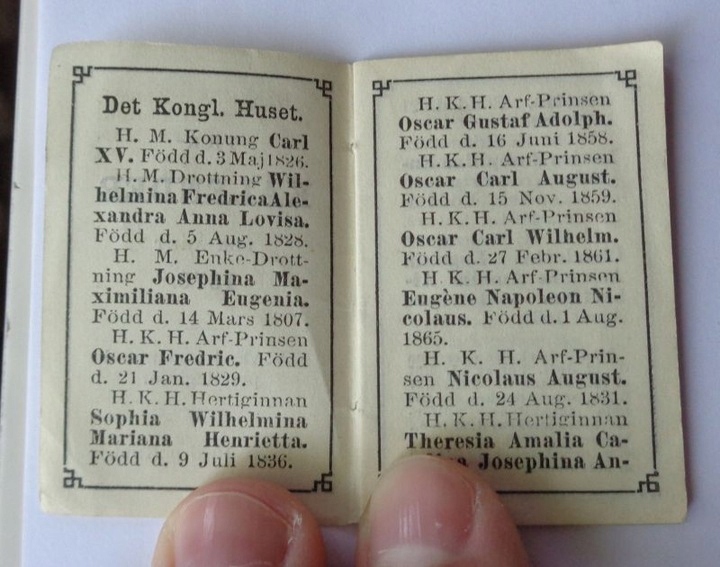 Det Kongl. Huset.
H. M. Konung Carl
XV. Född d. 3 Maj 1826.
H. M. Drottning Wil-
helmina Fredrica Ale-
xandra Anna Lovisa.
Född d. 5 Aug. 1828.
H. M. Enke-Drott-
ning Josephina Ma-
ximiliana Eugenia.
Född d. 14 Mars 1807.
H. K. H. Arf-Prinsen
Oscar Fredric. Född
d. 21 Jan. 1829.
H. K. H. Hertiginnan
Sophia Wilhelmina
Mariana Henrietta.
Född d. 9 Juli 1836.
H. K. H. Arf-Prinsen
Oscar Gustaf Adolph.
Född d. 16 Juni 1858.
H. K. H. Arf-Prinsen
Oscar Carl August.
Född d. 15 Nov. 1859.
H. K. H. Arf-Prinsen
Oscar Carl Wilhelm.
Född d. 27 Febr. 1861.
H. K. H. Arf-Prinsen
Eugène Napoleon Ni-
colaus. Född d. 1 Aug.
1865.
H. K. H. Arf-Prin-
sen Nicolaus August.
Född d. 24 Aug. 1831.
H. K. H. Hertiginnan
Theresia Amalia Ca-
Josephina An-